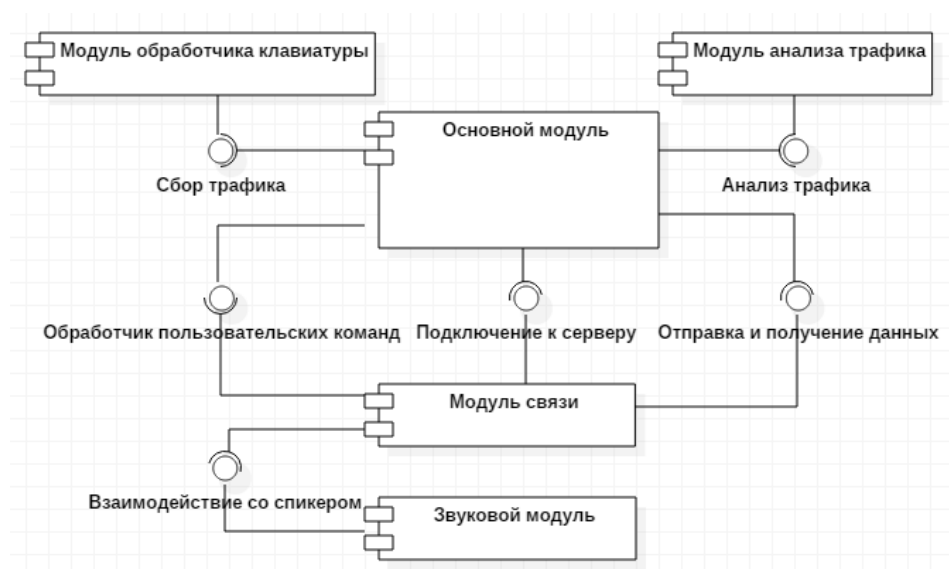 Модуль обработчика клавиатуры
Модуль анализа трафика
Основной модуль
Сбор трафика
Анализ трафика
Обработчик пользовательских команд
Подключение к серверу
Отправка и получение данных
Модуль связи
Взаимодействие со спикером
Звуковой модуль